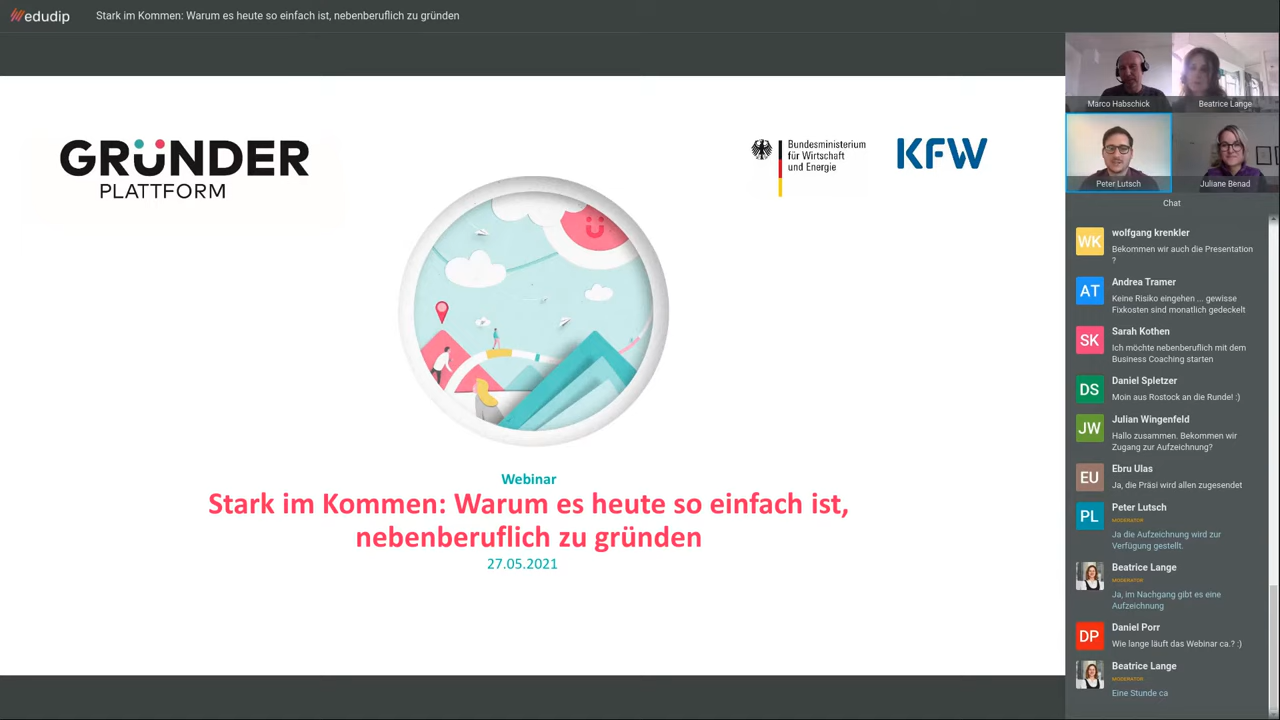 edudip
Stark im Kommen: Warum es heute so einfach ist, nebenberuflich zu gründen
GRÜNDER
PLATTFORM
Bundesministerium
für Wirtschaft
und Energie
KFW
Webinar
Stark im Kommen: Warum es heute so einfach ist,
nebenberuflich zu gründen
27.05.2021
Marco Habschick
Beatrice Lange
Peter Lutsch
Juliane Benad
Chat
WK
wolfgang krenkler
Bekommen wir auch die Presentation
?
AT
Andrea Tramer
Keine Risiko eingehen ... gewisse
Fixkosten sind monatlich gedeckelt
SK
Sarah Kothen
Ich möchte nebenberuflich mit dem
Business Coaching starten
DS
Daniel Spletzer
Moin aus Rostock an die Runde! :)
JW
Julian Wingenfeld
Hallo zusammen. Bekommen wir
Zugang zur Aufzeichnung?
EU
Ebru Ulas
Ja, die Präsi wird allen zugesendet
PL
Peter Lutsch
MODERATOR
Ja die Aufzeichnung wird zur
Verfügung gestellt.
Beatrice Lange
MODERATOR
Ja, im Nachgang gibt es eine
Aufzeichnung
DP
Daniel Porr
Wie lange läuft das Webinar ca.? :)
Beatrice Lange
MODERATOR
Eine Stunde ca